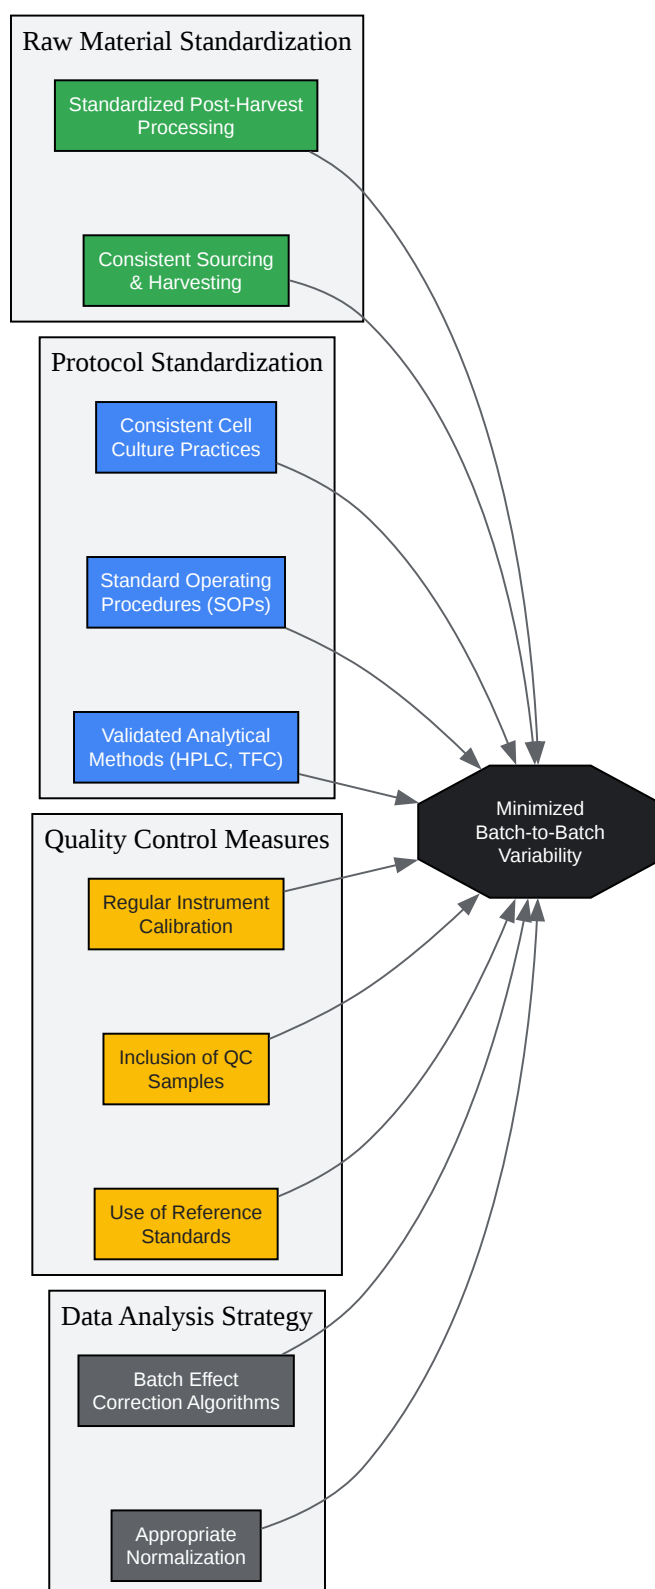 Raw Material Standardization
Standardized Post-Harvest
Processing
Consistent Sourcing
& Harvesting
Protocol Standardization
Consistent Cell
Culture Practices
Standard Operating
Procedures (SOPs)
Validated Analytical
Methods (HPLC, TFC)
Minimized
Batch-to-Batch
Variability
Quality Control Measures
Regular Instrument
Calibration
Inclusion of QC
Samples
Use of Reference
Standards
Data Analysis Strategy
Batch Effect
Correction Algorithms
Appropriate
Normalization